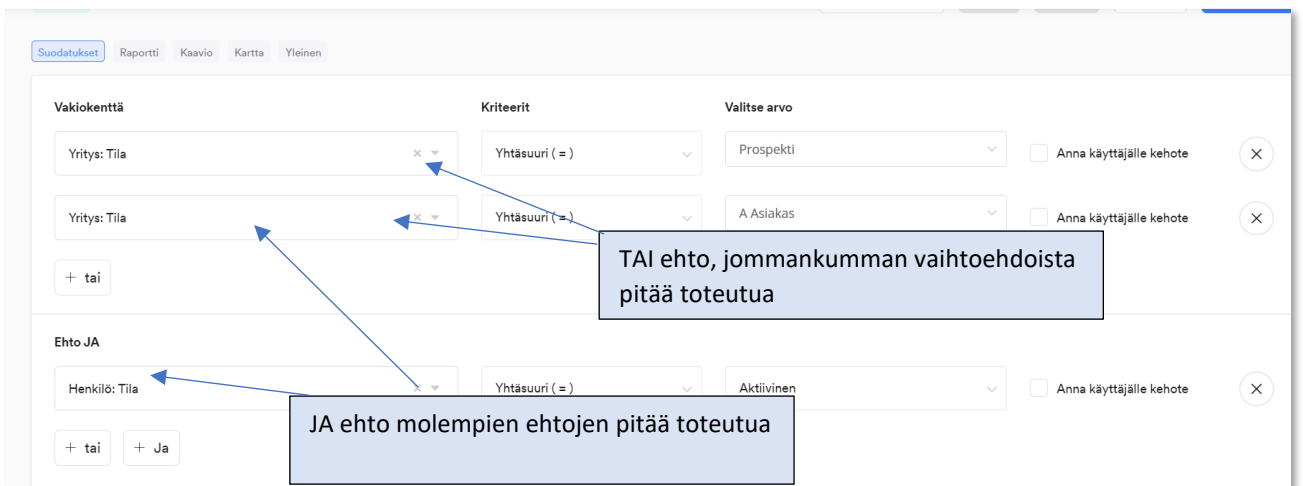 Suodatukset Raportti Kaavio Kartta Yleinen
Vakiokenttä Kriteerit Valitse arvo
Yritys: Tila Yhtäsuuri ( = ) Prospekti Anna käyttäjälle kehote
Yritys: Tila Yhtäsuuri ( = ) A Asiakas Anna käyttäjälle kehote
TAI ehto, jommankumman vaihtoehdoista
pitää toteutua
+ tai
Ehto JA
Henkilö: Tila Yhtäsuuri ( = ) Aktiivinen Anna käyttäjälle kehote
JA ehto molempien ehtojen pitää toteutua
+ tai + Ja